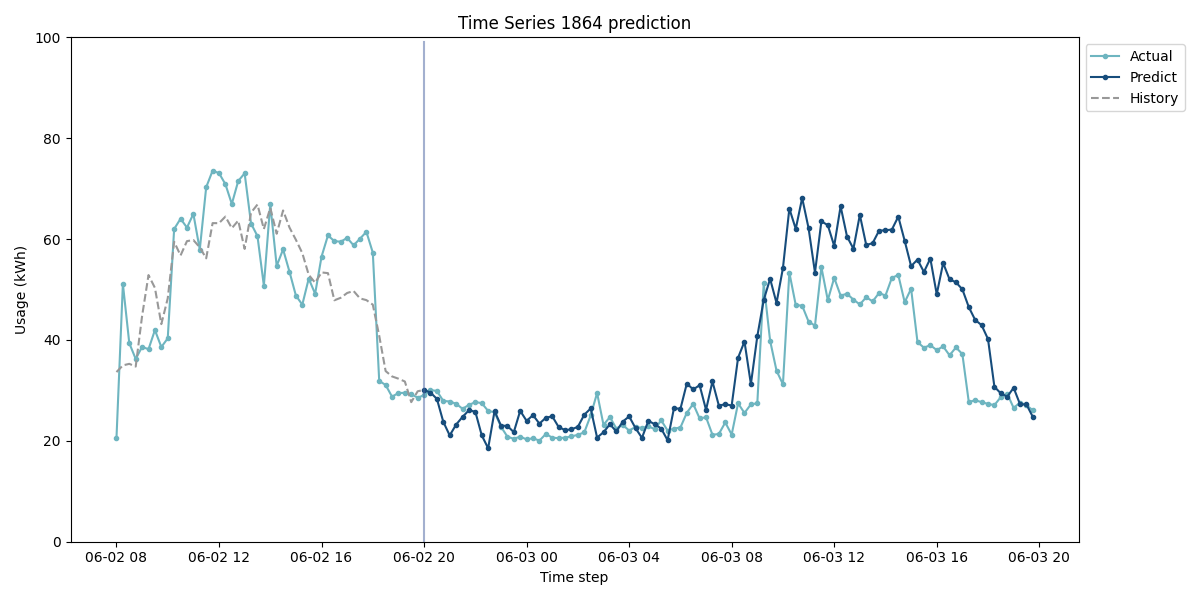 Time Series 1864 prediction
100
80
60
40
20
0
Usage (kWh)
06-02 08
06-02 12
06-02 16
06-02 20
06-03 00
06-03 04
06-03 08
06-03 12
06-03 16
06-03 20
Time step
Actual
Predict
History